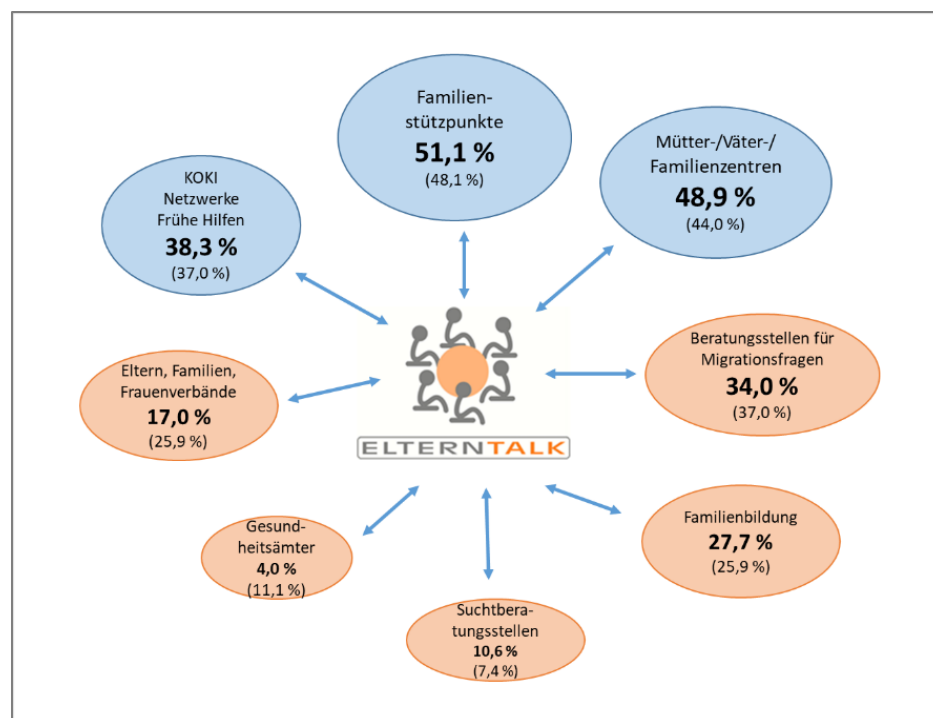 Familien-
stützpunkte
51,1 %
(48,1 %)
Mütter-/Väter-/
Familienzentren
48,9 %
(44,0 %)
KOKI
Netzwerke
Frühe Hilfen
38,3 %
(37,0 %)
Beratungsstellen für
Migrationsfragen
34,0 %
(37,0 %)
Eltern, Familien,
Frauenverbände
17,0 %
(25,9 %)
ELTERNTALK
Familienbildung
27,7 %
(25,9 %)
Gesund-
heitsämter
4,0 %
(11,1 %)
Suchtbera-
tungsstellen
10,6 %
(7,4 %)